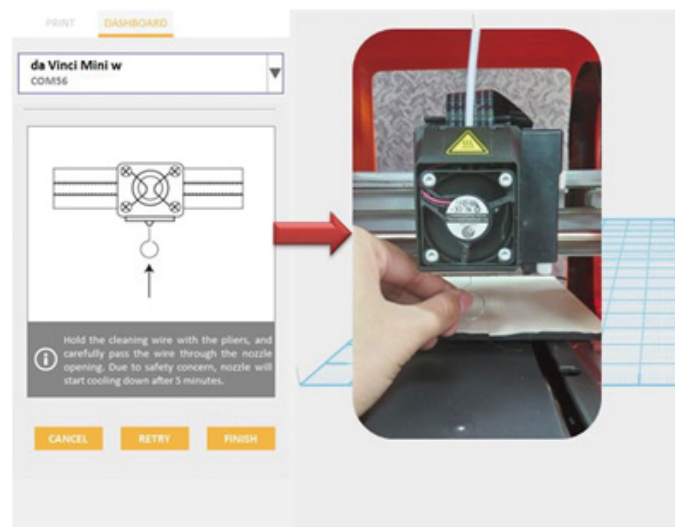 PRINT DASHBOARD
da Vinci Mini w
COM56
Hold the cleaning wire with the pliers, and
carefully pass the wire through the nozzle
opening. Due to safety concern, nozzle will
start cooling down after 5 minutes.
CANCEL RETRY FINISH